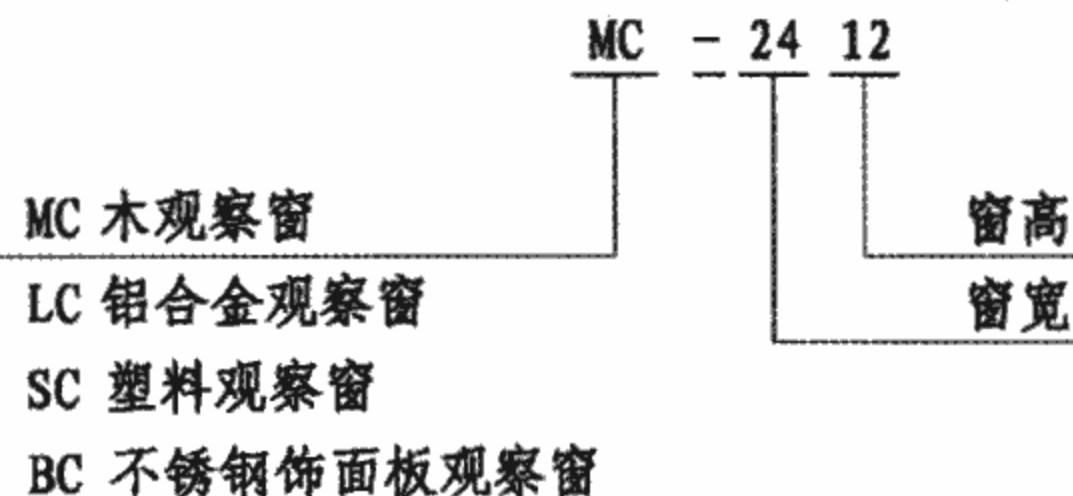 MC - 24 12
MC 木观察窗
窗高
LC 铝合金观察窗
窗宽
SC 塑料观察窗
BC 不锈钢饰面板观察窗